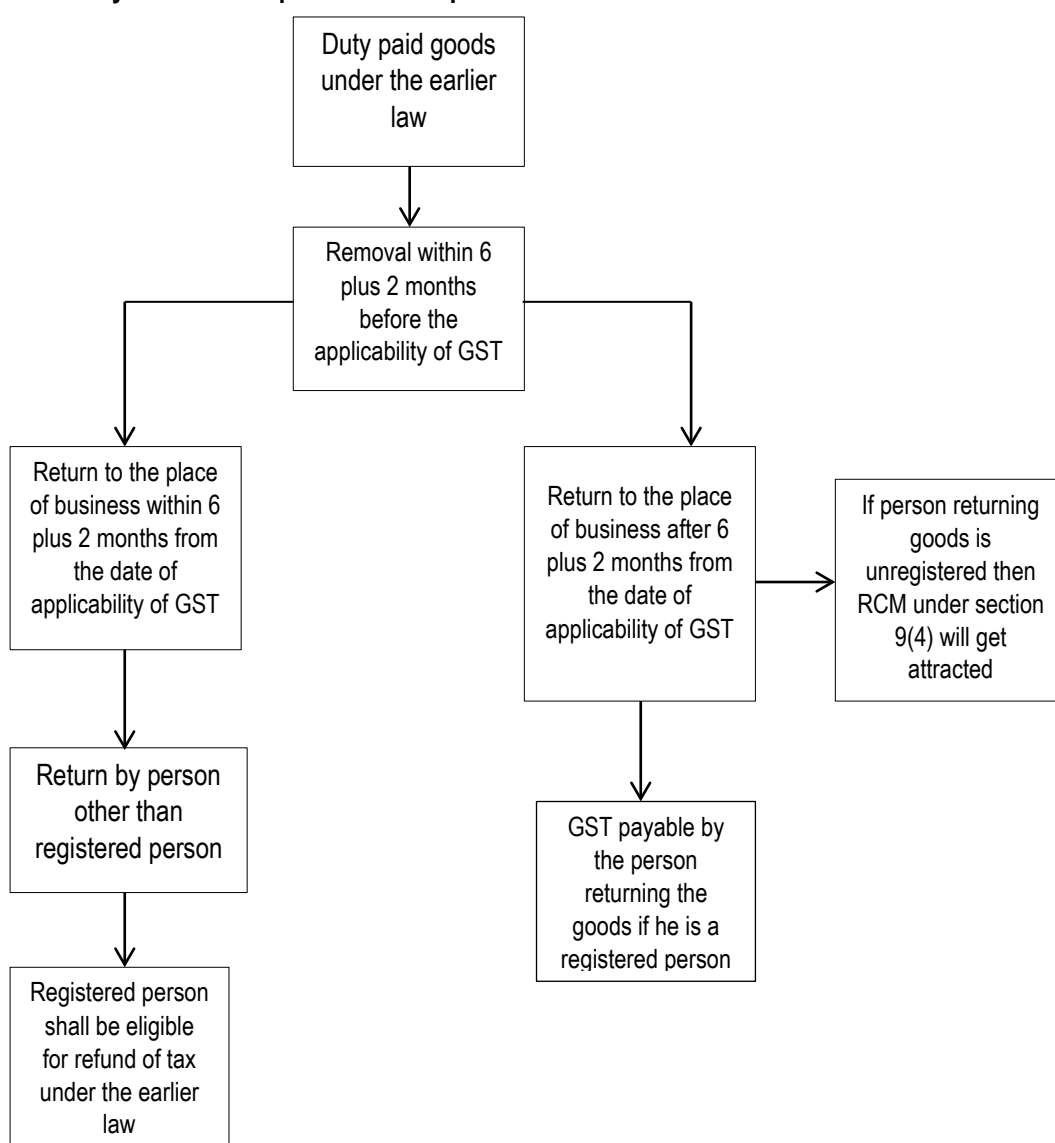 Duty paid goods
under the earlier
law
Removal within 6
plus 2 months
before the
applicability of GST
Return to the place
of business within 6
plus 2 months from
the date of
applicability of GST
Return to the place
of business after 6
plus 2 months from
the date of
applicability of GST
If person returning
goods is
unregistered then
RCM under section
9(4) will get
attracted
Return by person
other than
registered person
GST payable by
the person
returning the
goods if he is a
registered person
Registered person
shall be eligible
for refund of tax
under the earlier
law